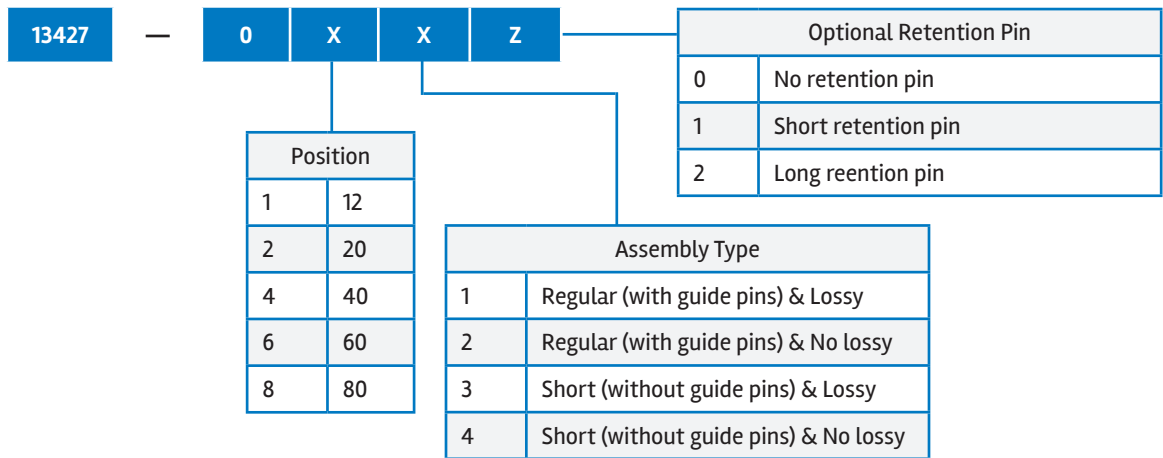 13427 — 0 X X Z
Optional Retention Pin
0 No retention pin
1 Short retention pin
2 Long reention pin
Position
1 12
2 20
4 40
6 60
8 80
Assembly Type
1 Regular (with guide pins) & Lossy
2 Regular (with guide pins) & No lossy
3 Short (without guide pins) & Lossy
4 Short (without guide pins) & No lossy